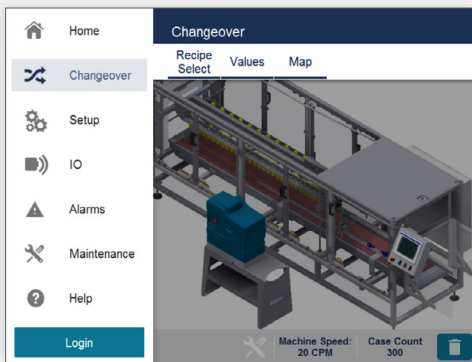 Home
Changeover
Setup
IO
Alarms
Maintenance
Help
Login
Changeover
Recipe
Select
Values
Map
Machine Speed:
20 CPM
Case Count
300